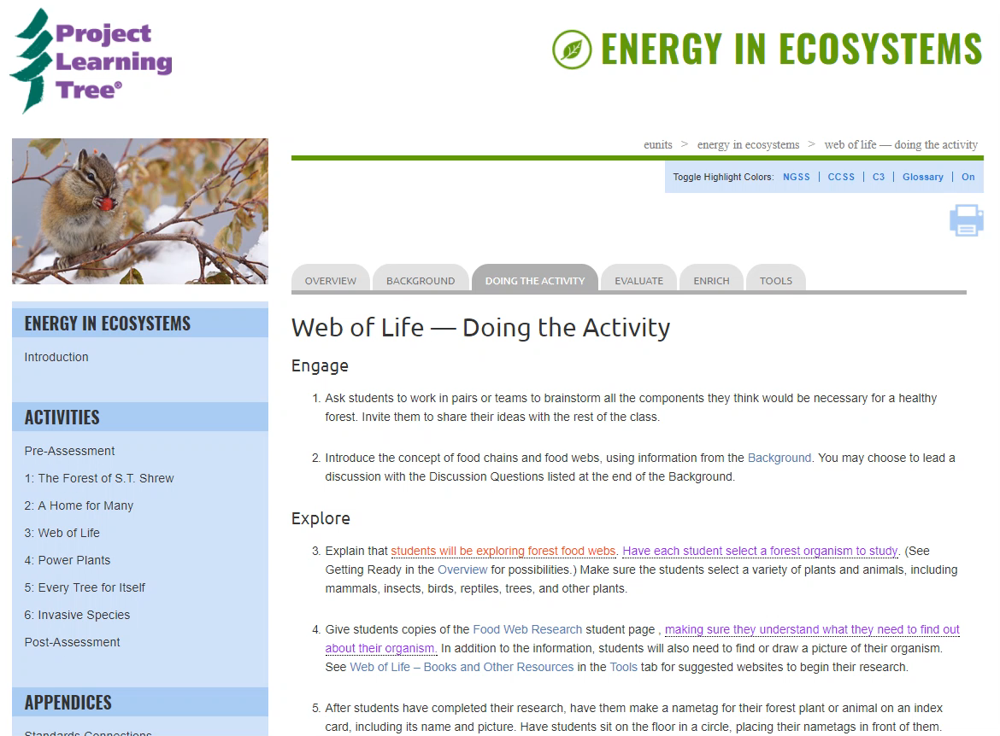 Project
Learning
Tree®
ENERGY IN ECOSYSTEMS
eunits > energy in ecosystems > web of life — doing the activity
Toggle Highlight Colors: NGSS | CCSS | C3 | Glossary | On
OVERVIEW BACKGROUND DOING THE ACTIVITY EVALUATE ENRICH TOOLS
ENERGY IN ECOSYSTEMS
Introduction
ACTIVITIES
Pre-Assessment
1: The Forest of S.T. Shrew
2: A Home for Many
3: Web of Life
4: Power Plants
5: Every Tree for Itself
6: Invasive Species
Post-Assessment
APPENDICES
Standards Connections
Web of Life — Doing the Activity
Engage
1. Ask students to work in pairs or teams to brainstorm all the components they think would be necessary for a healthy
forest. Invite them to share their ideas with the rest of the class.
2. Introduce the concept of food chains and food webs, using information from the Background. You may choose to lead a
discussion with the Discussion Questions listed at the end of the Background.
Explore
3. Explain that students will be exploring forest food webs. Have each student select a forest organism to study. (See
Getting Ready in the Overview for possibilities.) Make sure the students select a variety of plants and animals, including
mammals, insects, birds, reptiles, trees, and other plants.
4. Give students copies of the Food Web Research student page , making sure they understand what they need to find out
about their organism. In addition to the information, students will also need to find or draw a picture of their organism.
See Web of Life – Books and Other Resources in the Tools tab for suggested websites to begin their research.
5. After students have completed their research, have them make a nametag for their forest plant or animal on an index
card, including its name and picture. Have students sit on the floor in a circle, placing their nametags in front of them.